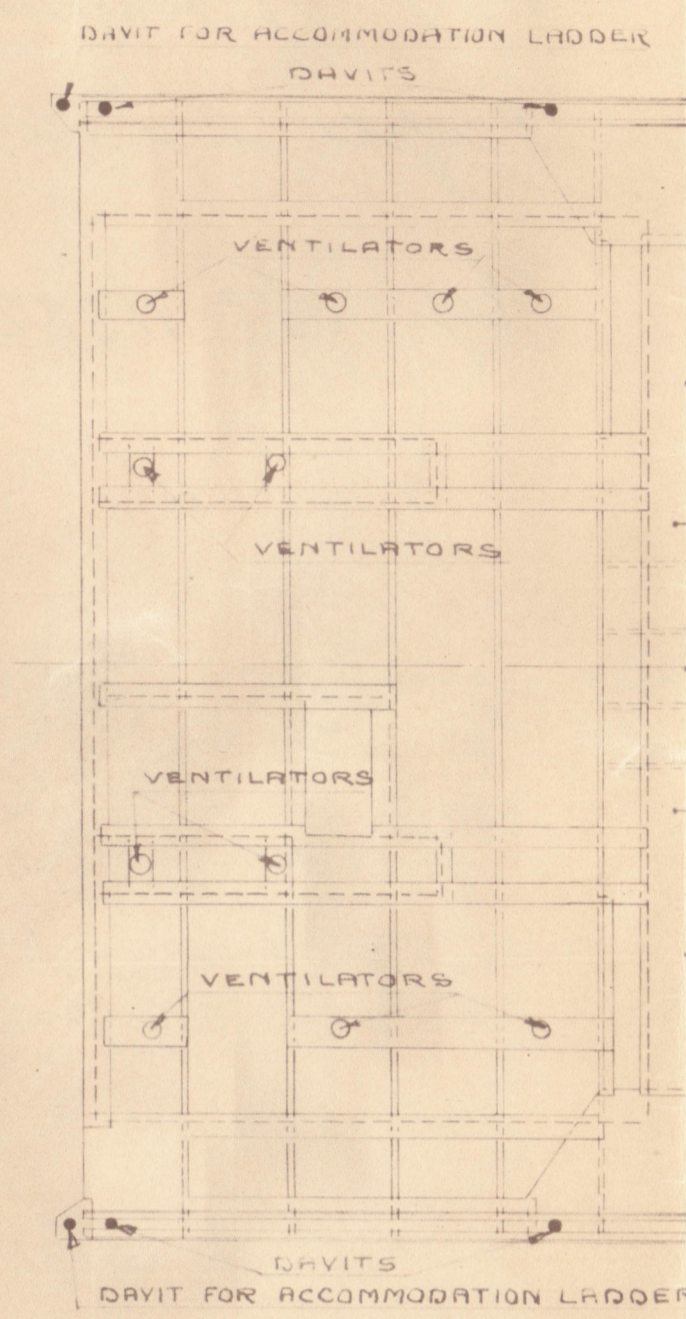 DAVIT FOR ACCOMMODATION LADDER
DAVITS
VENTILATORS
VENTILATORS
VENTILATORS
VENTILATORS
DAVITS
DAVIT FOR ACCOMMODATION LADDER